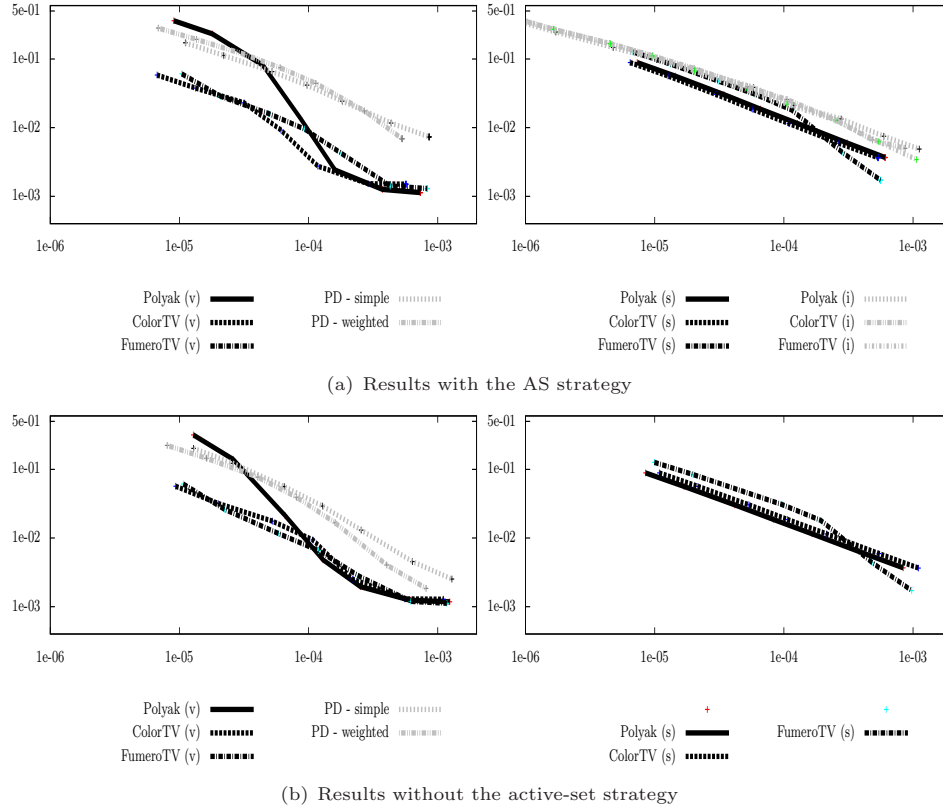 5e-01
1e-01
1e-02
1e-03
1e-06 1e-05 1e-04 1e-03
Polyak (v) PD - simple
ColorTV (v) PD - weighted
FumeroTV (v)
5e-01
1e-01
1e-02
1e-03
1e-06 1e-05 1e-04 1e-03
Polyak (s) Polyak (i)
ColorTV (s) ColorTV (i)
FumeroTV (s) FumeroTV (i)
(a) Results with the AS strategy
5e-01
1e-01
1e-02
1e-03
1e-06 1e-05 1e-04 1e-03
Polyak (v) PD - simple
ColorTV (v) PD - weighted
FumeroTV (v)
5e-01
1e-01
1e-02
1e-03
1e-06 1e-05 1e-04 1e-03
Polyak (s) FumeroTV (s)
ColorTV (s)
(b) Results without the active-set strategy